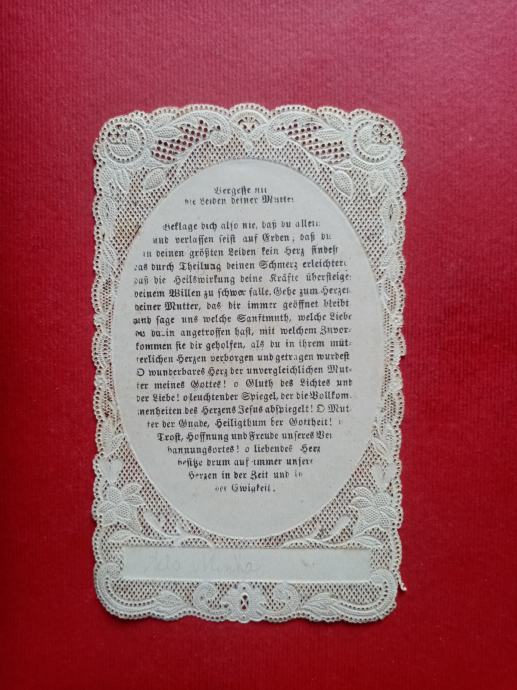 Vergesse nie
die Leiden deiner Mutter
Beklage dich also nie, daß du allein
und verlassen seist auf Erden, daß du
in deinen größten Leiden kein Herz findest
das durch Theilung deinen Schmerz erleichtere
daß die Heilswirkung deine Kräfte übersteige
deinem Willen zu schwer falle. Gehe zum Herzen
deiner Mutter, das dir immer geöffnet bleibt
und sage uns welche Sanftmuth, welche Liebe
du darin angetroffen hast, mit welchem Zuvor-
kommen sie dir geholfen, als du in ihrem müt-
terlichen Herzen verborgen und getragen wurdest
O wunderbares Herz der unvergleichlichen Mut-
ter meines Gottes! o Gluth des Lichtes und
der Liebe! o leuchtender Spiegel, der die Vollkom-
menheiten des Herzens Jesus abspiegelt! O Mut-
ter der Gnade, Heiligthum der Gottheit! o
Trost, Hoffnung und Freude unseres Ver
bannungsortes! o liebendes Herz
besitze drum auf immer unsere
Herzen in der Zeit und in
der Ewigkeit.